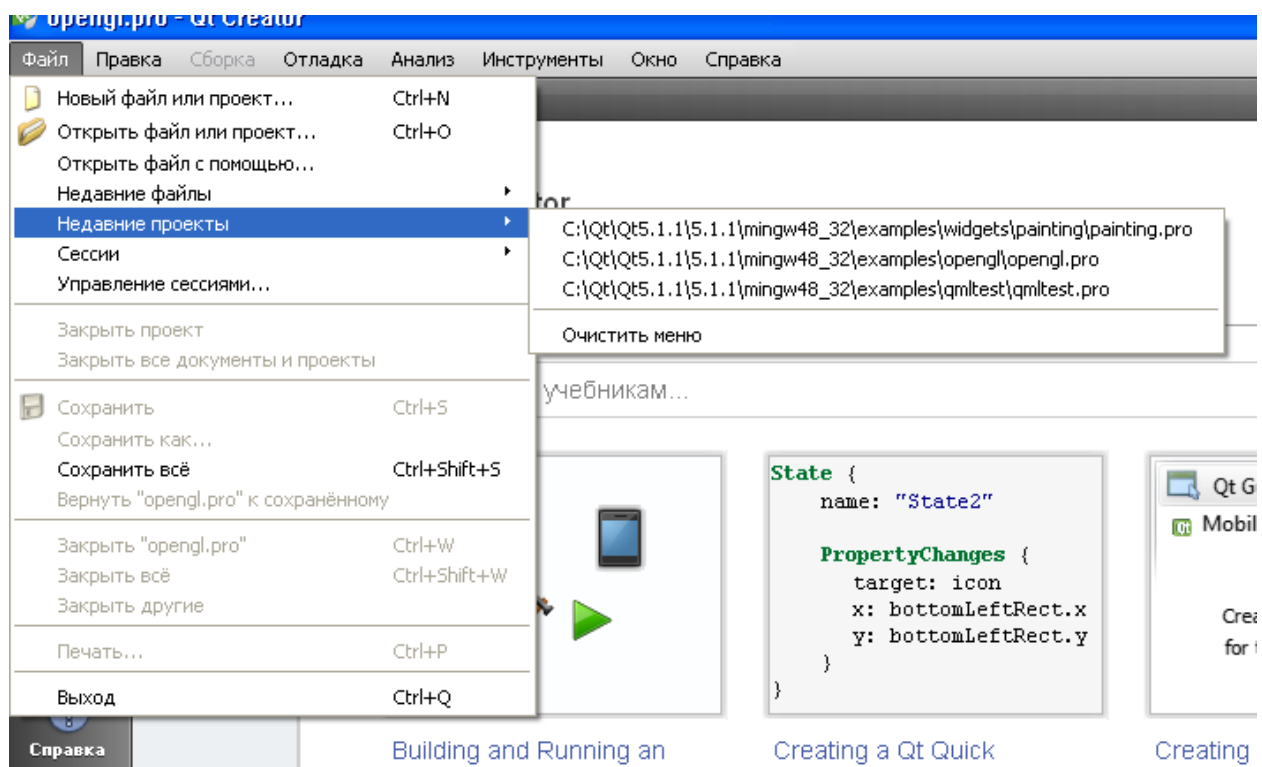 opengl.pro - Qt Creator
Файл Правка Сборка Отладка Анализ Инструменты Окно Справка
Новый файл или проект... Ctrl+N
Открыть файл или проект... Ctrl+O
Открыть файл с помощью...
Недавние файлы
Недавние проекты
Сессии
Управление сессиями...
C:\Qt\Qt5.1.1\5.1.1\mingw48_32\examples\widgets\painting\painting.pro
C:\Qt\Qt5.1.1\5.1.1\mingw48_32\examples\opengl\opengl.pro
C:\Qt\Qt5.1.1\5.1.1\mingw48_32\examples\qmltest\qmltest.pro
Очистить меню
Закрыть проект
Закрыть все документы и проекты
Сохранить Ctrl+S
Сохранить как...
Сохранить всё Ctrl+Shift+S
Вернуть "opengl.pro" к сохранённому
Закрыть "opengl.pro" Ctrl+W
Закрыть всё Ctrl+Shift+W
Закрыть другие
Печать... Ctrl+P
Выход Ctrl+Q
tor
учебникам...
State {
name: "State2"
PropertyChanges {
target: icon
x: bottomLeftRect.x
y: bottomLeftRect.y
}
}
Qt G
Mobil
Crea
for
Справка
Building and Running an
Creating a Qt Quick
Creating